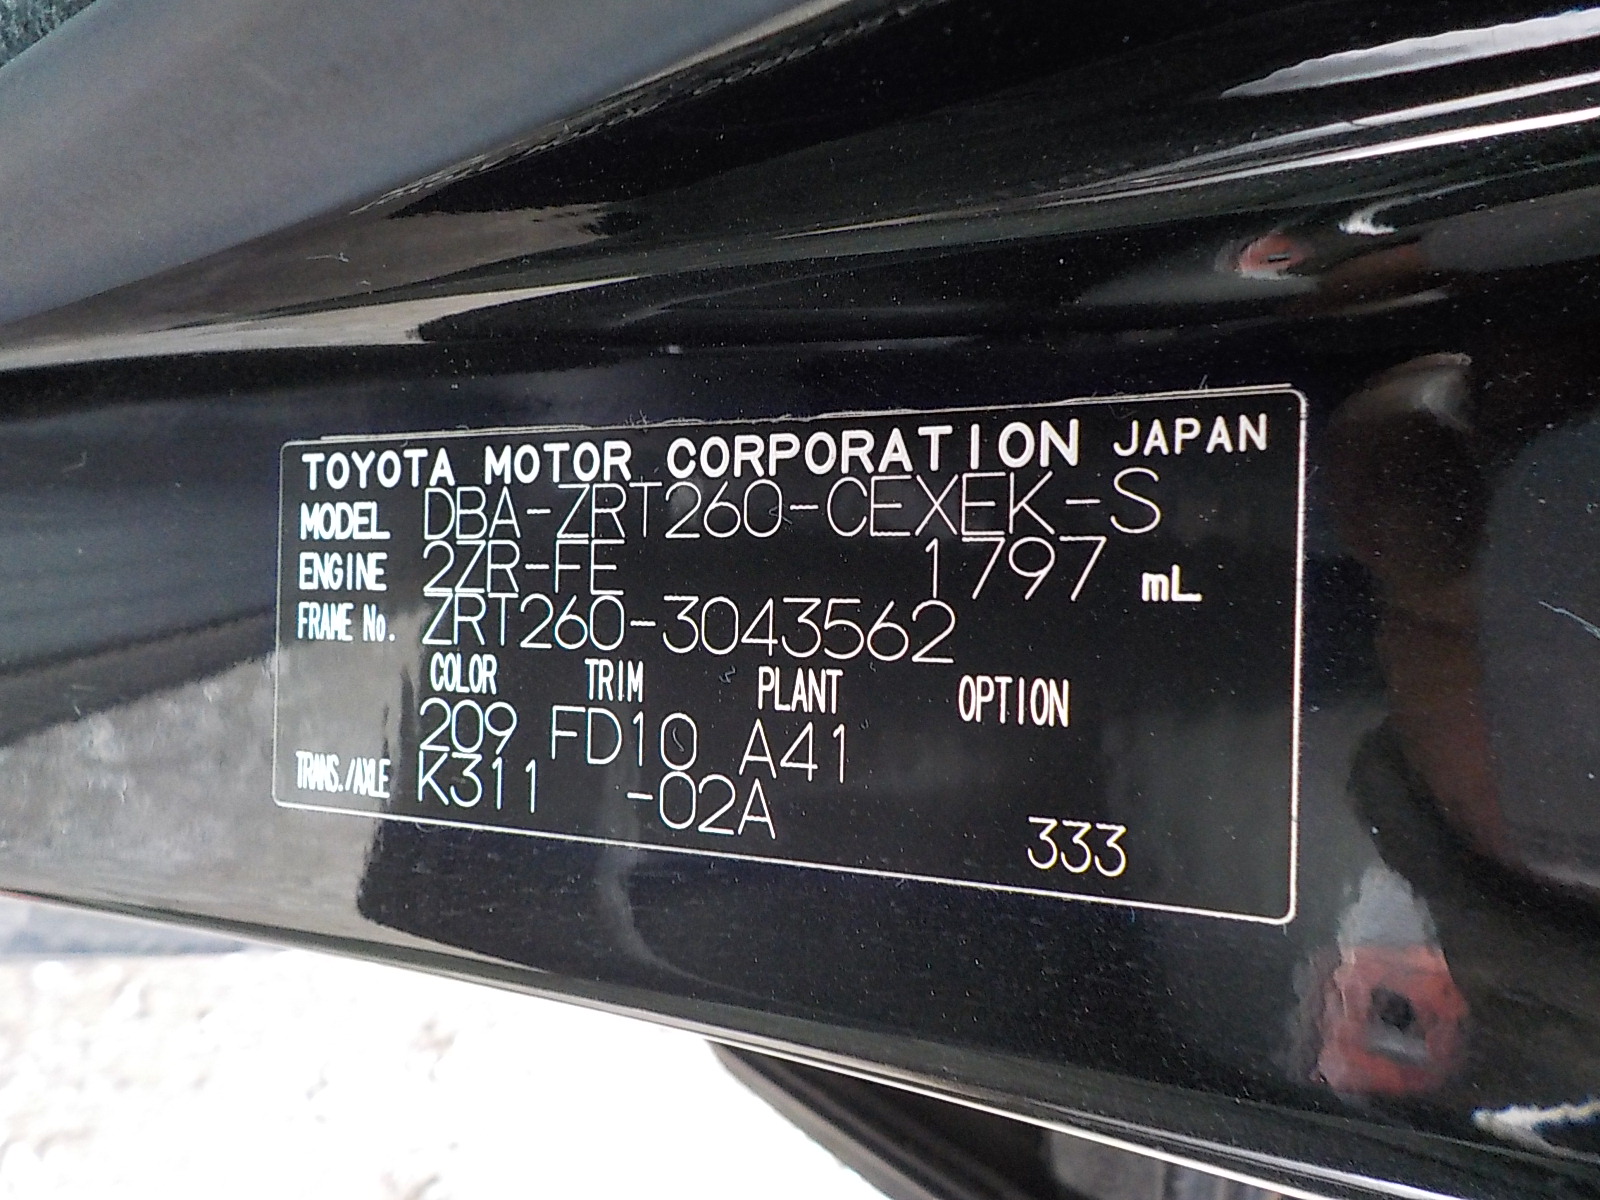 TOYOTA MOTOR CORPORATION JAPAN
MODEL DBA-ZRT260-CEXEK-S
ENGINE 2ZR-FE 1797 mL
FRAME No. ZRT260-3043562
COLOR TRIM PLANT OPTION
209 FD10 A41
TRANS./AXLE K311 -02A
333